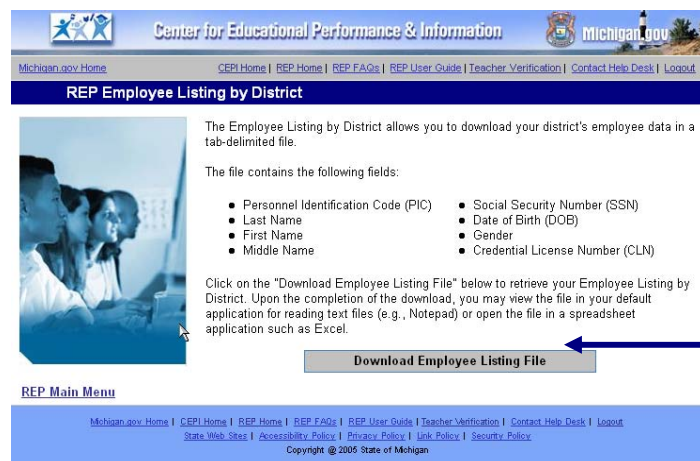 Center for Educational Performance & Information
Michigan.gov
Michigan.gov Home
CEPI Home | REP Home | REP FAQs | REP User Guide | Teacher Verification | Contact Help Desk | Logout
REP Employee Listing by District
The Employee Listing by District allows you to download your district's employee data in a
tab-delimited file.
The file contains the following fields:
● Personnel Identification Code (PIC)
● Last Name
● First Name
● Middle Name
● Social Security Number (SSN)
● Date of Birth (DOB)
● Gender
● Credential License Number (CLN)
Click on the "Download Employee Listing File" below to retrieve your Employee Listing by
District. Upon the completion of the download, you may view the file in your default
application for reading text files (e.g., Notepad) or open the file in a spreadsheet
application such as Excel.
Download Employee Listing File
REP Main Menu
Michigan.gov Home | CEPI Home | REP Home | REP FAQs | REP User Guide | Teacher Verification | Contact Help Desk | Logout
State Web Sites | Accessibility Policy | Privacy Policy | Link Policy | Security Policy
Copyright @ 2005 State of Michigan